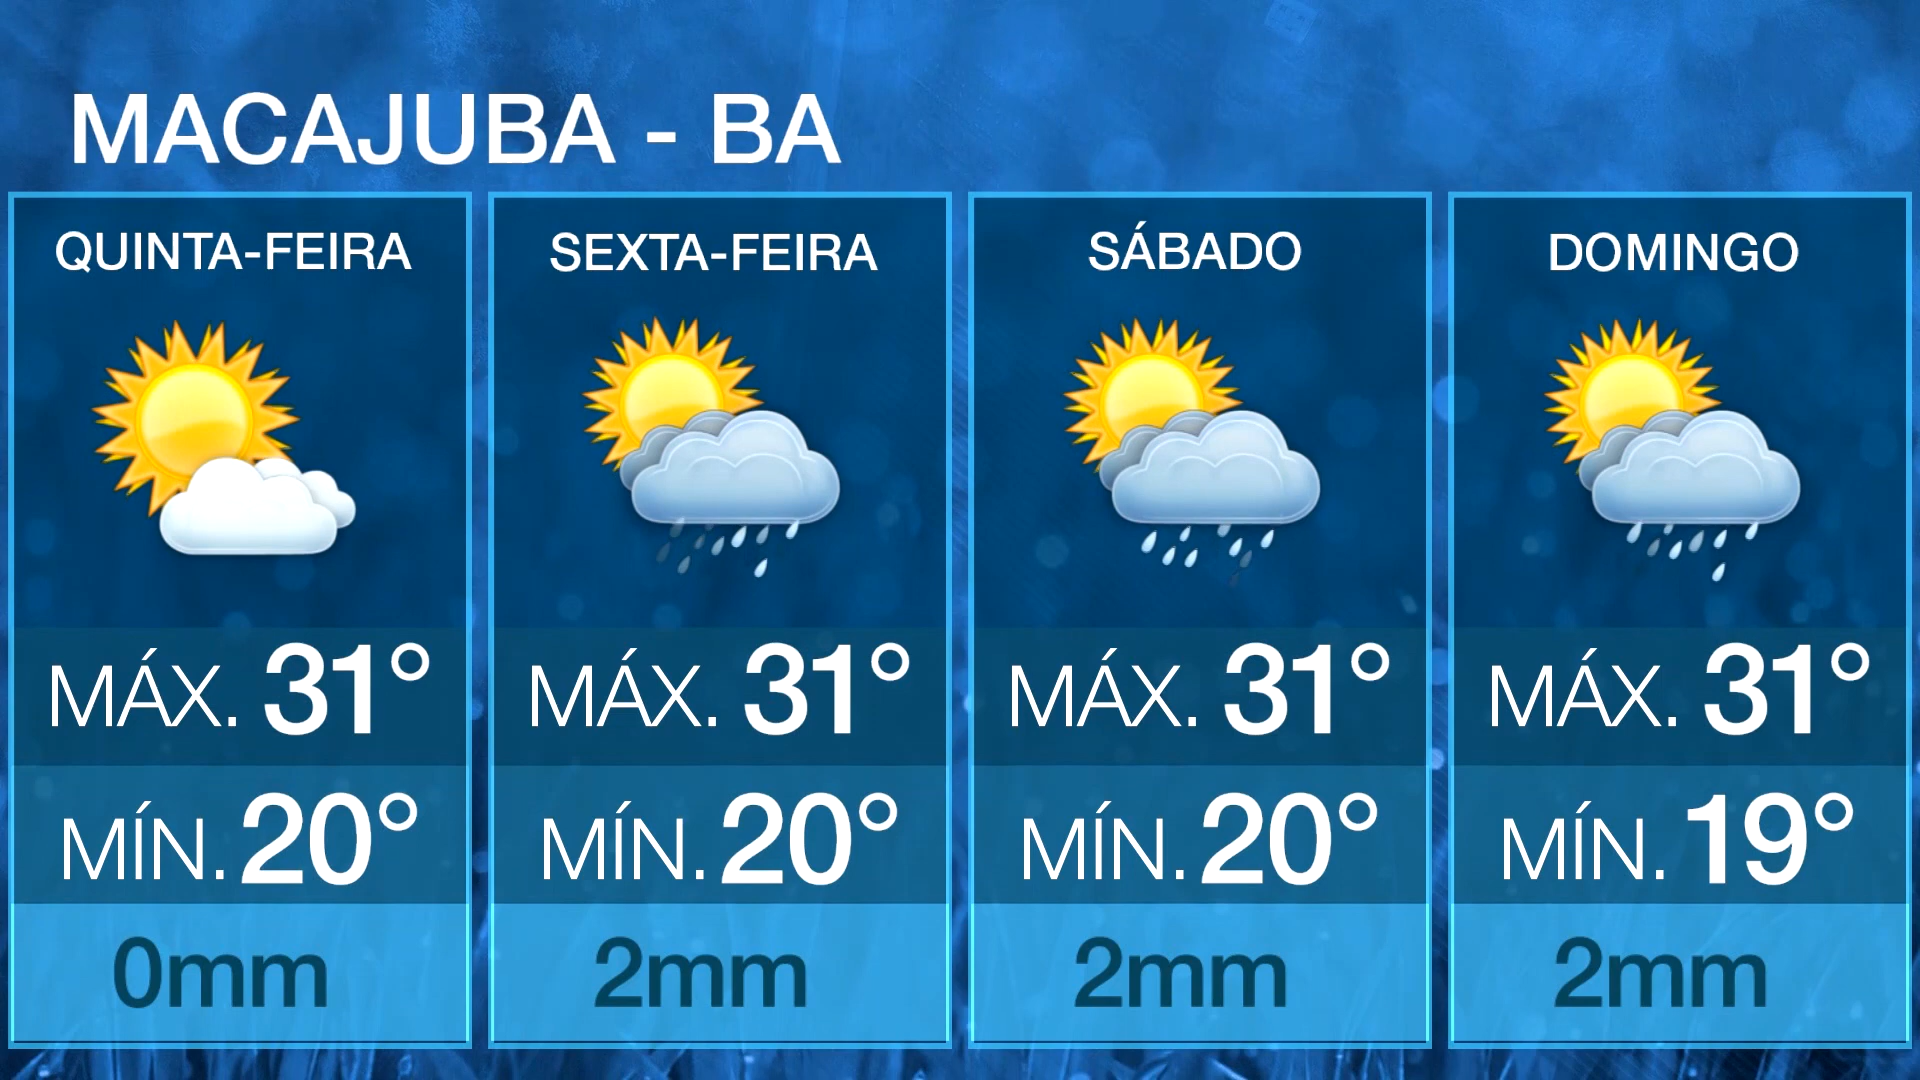 MACAJUBA - BA
QUINTA-FEIRA
MÁX. 31°
MÍN. 20°
0mm
SEXTA-FEIRA
MÁX. 31°
MÍN. 20°
2mm
SÁBADO
MÁX. 31°
MÍN. 20°
2mm
DOMINGO
MÁX. 31°
MÍN. 19°
2mm